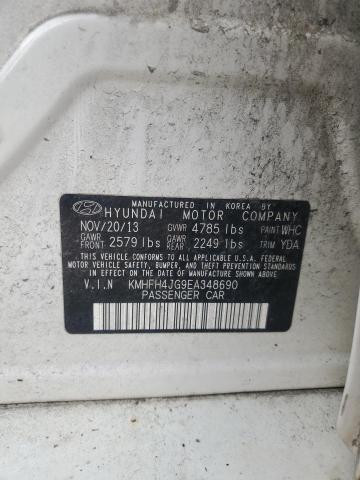 MANUFACTURED IN KOREA BY
HYUNDAI MOTOR COMPANY
NOV/20/13 GVWR 4785 lbs PAINT WHC
GAWR FRONT 2579 lbs GAWR REAR 2249 lbs TRIM YDA
THIS VEHICLE CONFORMS TO ALL APPLICABLE U.S.A. FEDERAL
MOTOR VEHICLE SAFETY, BUMPER, AND THEFT PREVENTION
STANDARDS IN EFFECT ON THE DATE OF MANUFACTURE SHOWN ABOVE.
V.I.N KMHFH4JG9EA348690
PASSENGER CAR